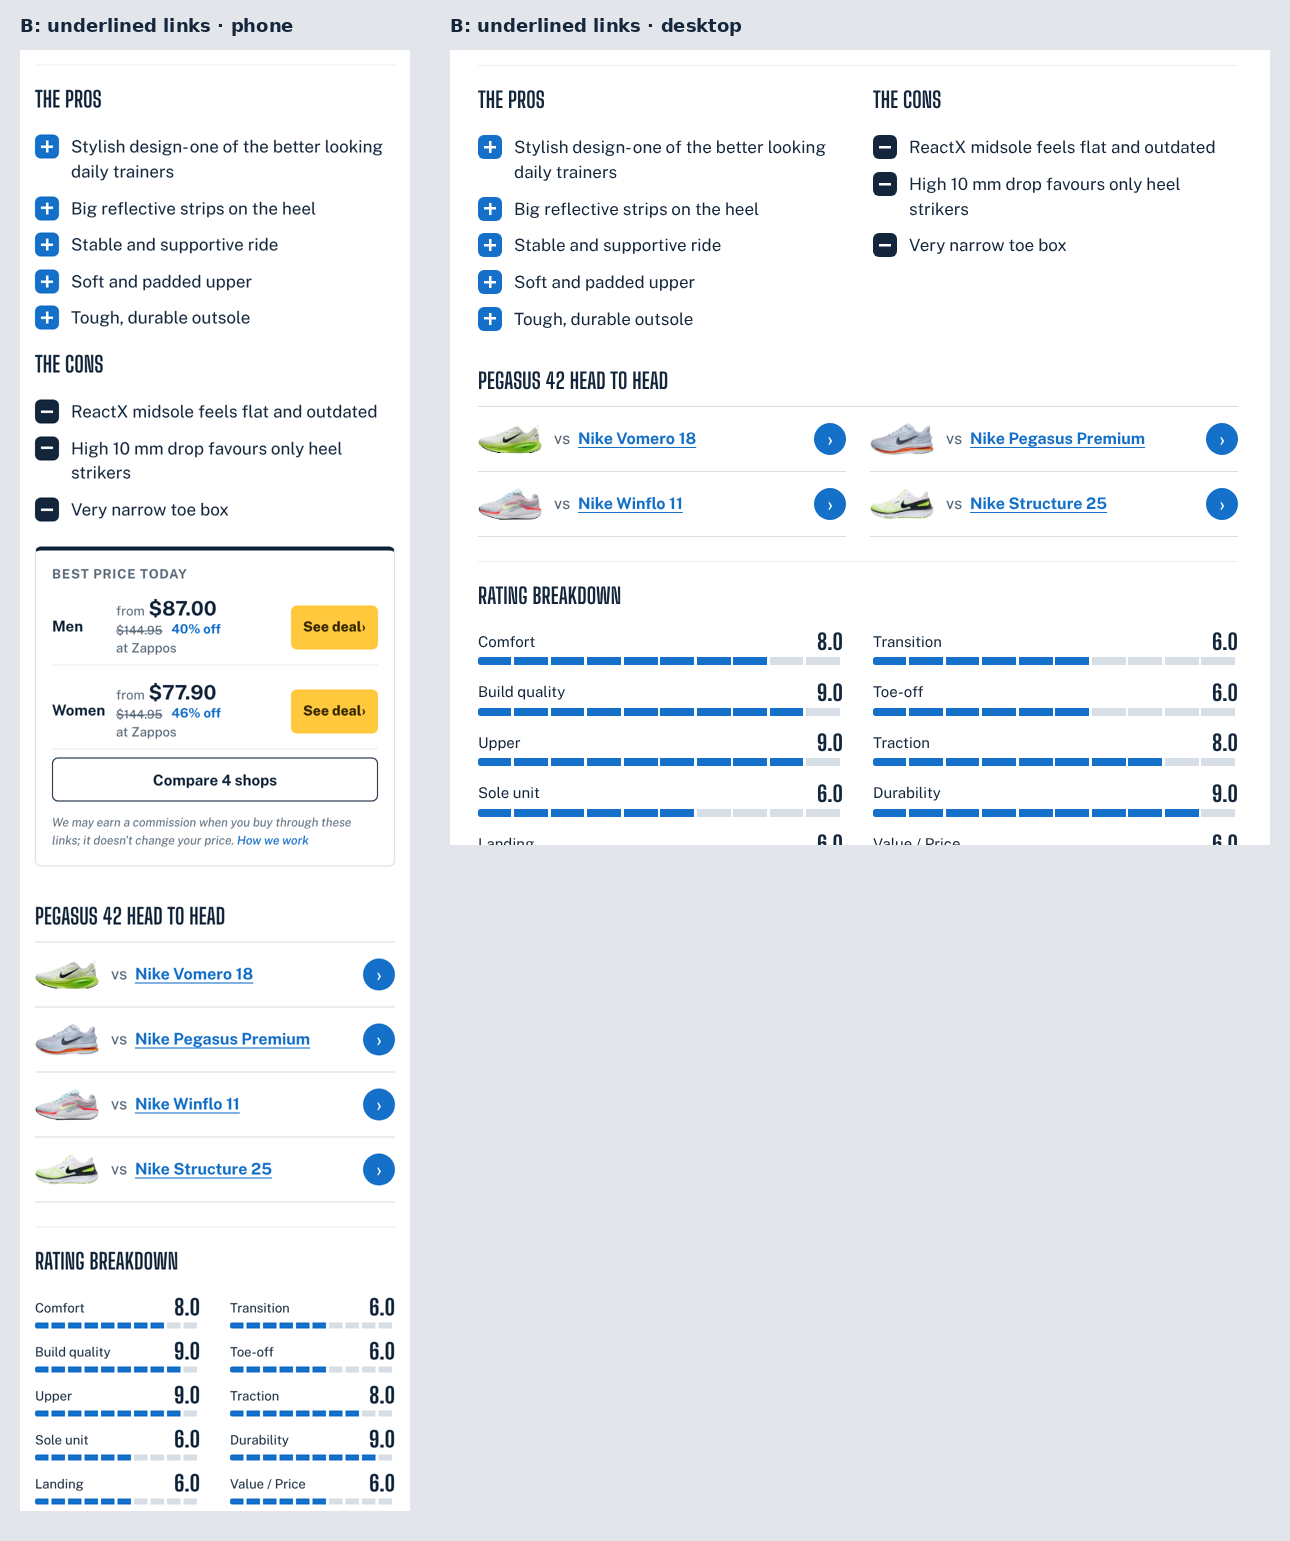 B: underlined links · phone
THE PROS
Stylish design-one of the better looking
daily trainers
Big reflective strips on the heel
Stable and supportive ride
Soft and padded upper
Tough, durable outsole
THE CONS
ReactX midsole feels flat and outdated
High 10 mm drop favours only heel
strikers
Very narrow toe box
BEST PRICE TODAY
Men
from $87.00
$144.95 40% off
at Zappos
See deal›
Women
from $77.90
$144.95 46% off
at Zappos
See deal›
Compare 4 shops
We may earn a commission when you buy through these
links; it doesn't change your price. How we work
PEGASUS 42 HEAD TO HEAD
vs Nike Vomero 18 ›
vs Nike Pegasus Premium ›
vs Nike Winflo 11 ›
vs Nike Structure 25 ›
RATING BREAKDOWN
Comfort 8.0
Transition 6.0
Build quality 9.0
Toe-off 6.0
Upper 9.0
Traction 8.0
Sole unit 6.0
Durability 9.0
Landing 6.0
Value / Price 6.0
B: underlined links · desktop
THE PROS
Stylish design-one of the better looking
daily trainers
Big reflective strips on the heel
Stable and supportive ride
Soft and padded upper
Tough, durable outsole
THE CONS
ReactX midsole feels flat and outdated
High 10 mm drop favours only heel
strikers
Very narrow toe box
PEGASUS 42 HEAD TO HEAD
vs Nike Vomero 18 ›
vs Nike Pegasus Premium ›
vs Nike Winflo 11 ›
vs Nike Structure 25 ›
RATING BREAKDOWN
Comfort 8.0
Transition 6.0
Build quality 9.0
Toe-off 6.0
Upper 9.0
Traction 8.0
Sole unit 6.0
Durability 9.0
Landing 6.0
Value / Price 6.0